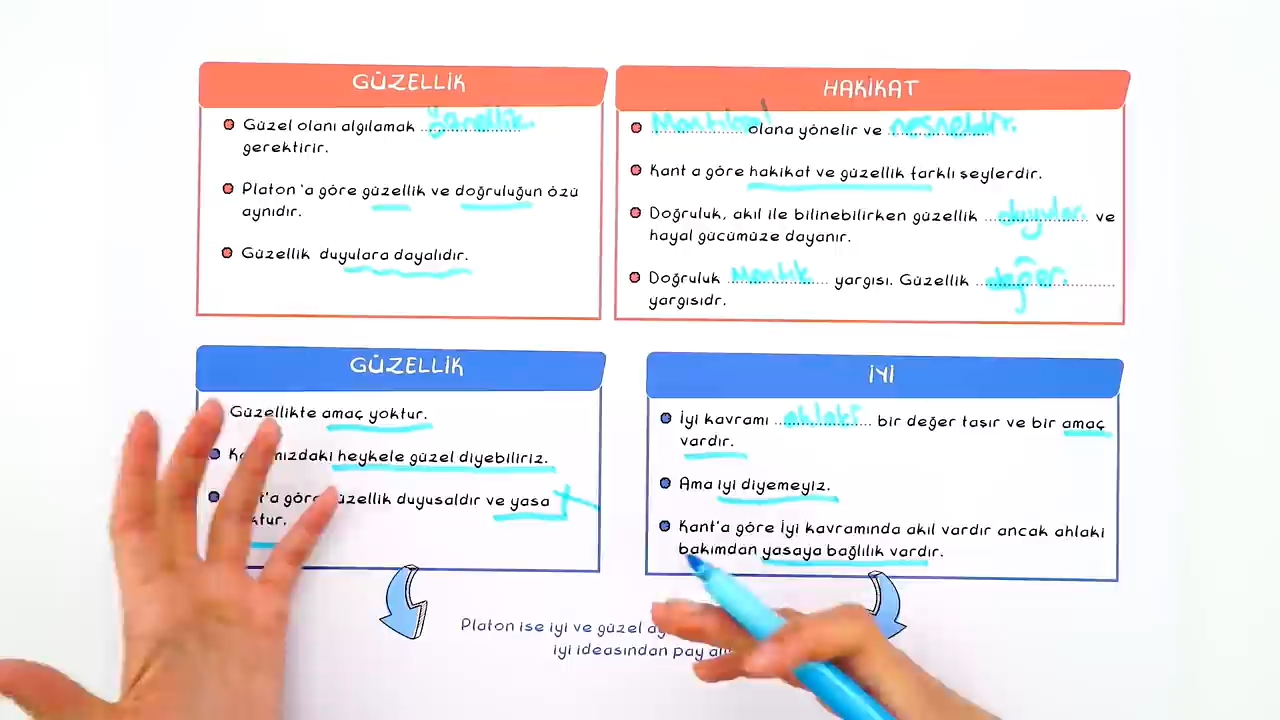 GÜZELLİK
Güzel olanı algılamak yönellik.
gerektirir.
Platon'a göre güzellik ve doğruluğun özü
aynıdır.
Güzellik duyulara dayalıdır.
HAKİKAT
Mantıksal olana yönelir ve nesneldir.
Kant a göre hakikat ve güzellik farklı şeylerdir.
Doğruluk, akıl ile bilinebilirken güzellik duyular ve
hayal gücümüze dayanır.
Doğruluk Mantık yargısı. Güzellik değer
yargısıdr.
GÜZELLİK
Güzellikte amaç yoktur.
heykele güzel diyebiliriz.
göre güzellik duyusaldır ve yasa
İYİ
İyi kavramı ahlaki bir değer taşır ve bir amaç
vardır.
Ama iyi diyemeyiz.
Kant'a göre İyi kavramında akıl vardır ancak ahlaki
bakımdan yasaya bağlılık vardır.
Platon ise iyi ve güzel
iyi ideasından pay